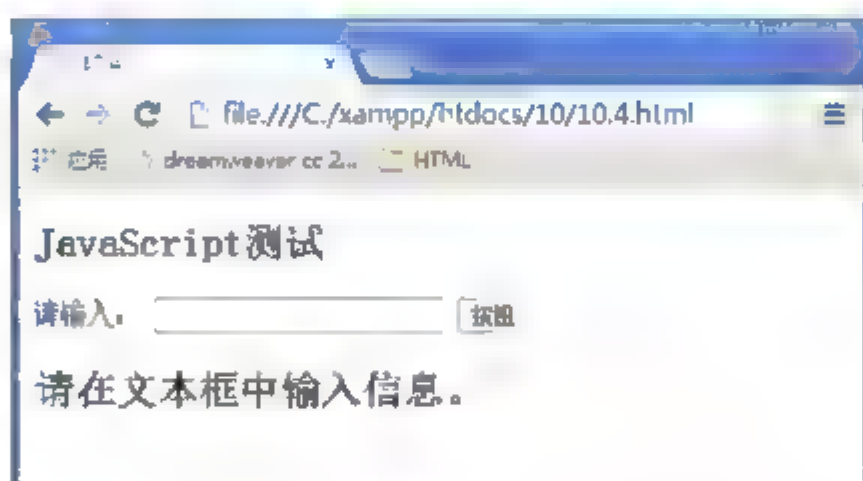 file:///C:/xampp/htdocs/10/10.4.html
应用 dreamweaver cc 2... HTML
JavaScript测试
请输入: 按钮
请在文本框中输入信息。